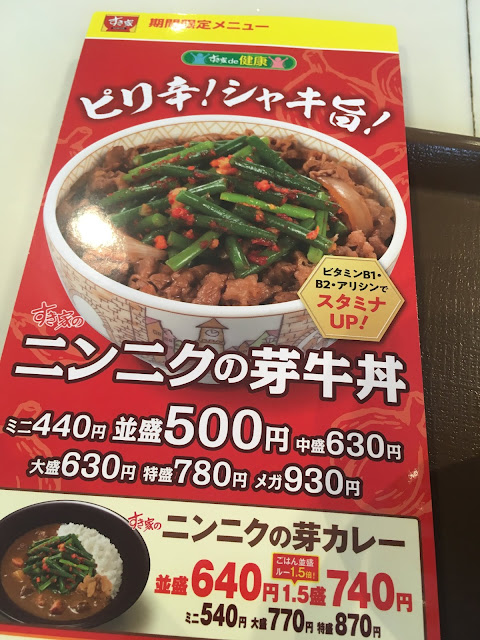 すき家
期間限定メニュー
すき家 de 健康
ピリ辛!シャキ旨!
ビタミンB1・
B2・アリシンで
スタミナ
UP!
すき家の
ニンニクの芽牛丼
ミニ440円 並盛500円 中盛630円
大盛630円 特盛780円 メガ930円
すき家の
ニンニクの芽カレー
ごはん並盛
ルー1.5倍!
並盛640円 1.5盛740円
ミニ540円 大盛770円 特盛870円